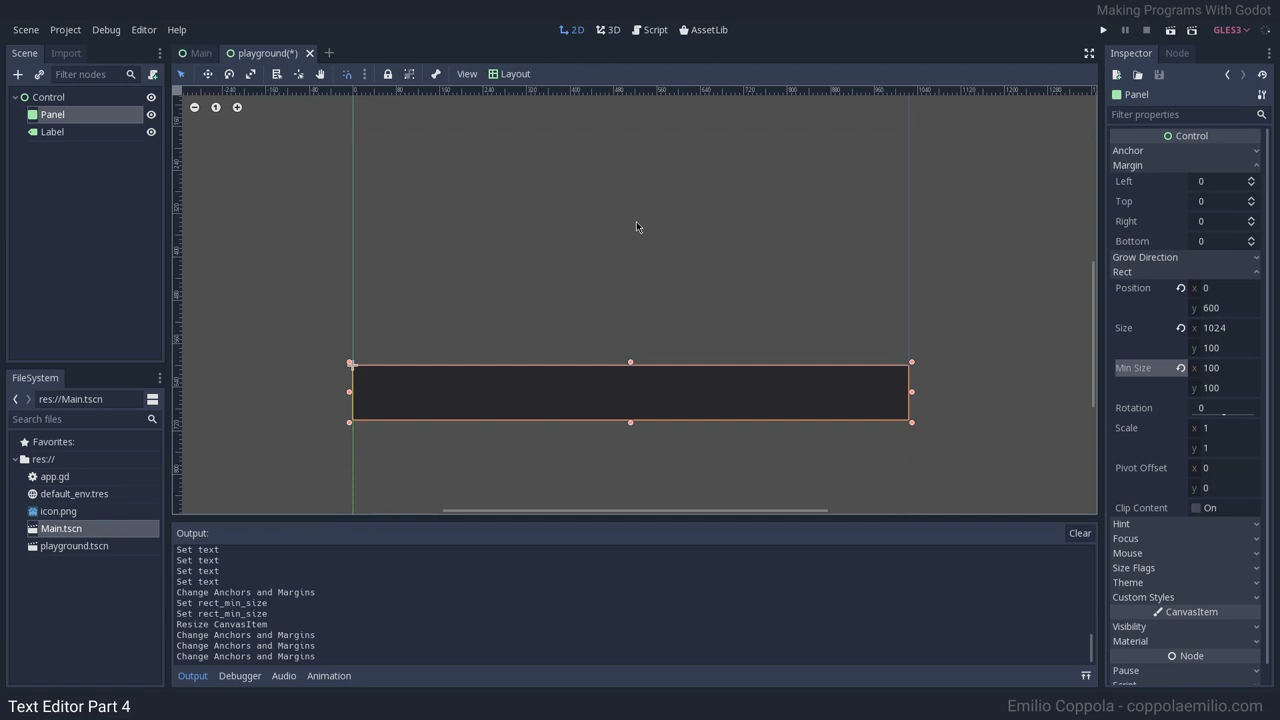 Making Programs With Godot
Scene Project Debug Editor Help
2D 3D Script AssetLib
GLES3
Scene Import
Main playground(*)
Inspector Node
Filter nodes
View Layout
Control
Panel
Label
Panel
Filter properties
Control
Anchor
Margin
Left 0
Top 0
Right 0
Bottom 0
Grow Direction
Rect
Position x 0
y 600
Size x 1024
y 100
Min Size x 100
y 100
Rotation 0
Scale x 1
y 1
Pivot Offset x 0
y 0
Clip Content On
Hint
Focus
Mouse
Size Flags
Theme
Custom Styles
CanvasItem
Visibility
Material
Node
Pause
FileSystem
res://Main.tscn
Search files
Favorites:
res://
app.gd
default_env.tres
icon.png
Main.tscn
playground.tscn
Output:
Clear
Set text
Set text
Set text
Set text
Change Anchors and Margins
Set rect_min_size
Set rect_min_size
Resize CanvasItem
Change Anchors and Margins
Change Anchors and Margins
Change Anchors and Margins
Output Debugger Audio Animation
Text Editor Part 4
Emilio Coppola - coppolaemilio.com